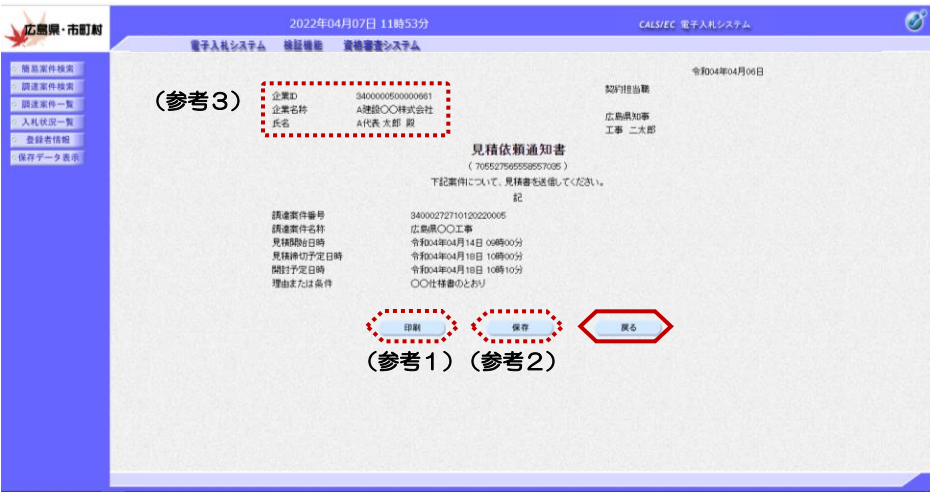 広島県・市町村
2022年04月07日 11時53分
CALS/EC 電子入札システム
電子入札システム 検証機能 資格審査システム
簡易案件検索
調達案件検索
調達案件一覧
入札状況一覧
登録者情報
保存データ表示
令和04年04月06日
(参考3)
企業ID 3400000500000661
企業名称 A建設〇〇株式会社
氏名 A代表 太郎 殿
契約担当職
広島県知事
工事 二太郎
見積依頼通知書
( 705527565558557085 )
下記案件について、見積書を送信してください。
記
調達案件番号 34000272710120220005
調達案件名称 広島県〇〇工事
見積開始日時 令和04年04月14日 09時00分
見積締切予定日時 令和04年04月18日 10時00分
開封予定日時 令和04年04月18日 10時10分
理由または条件 〇〇仕様書のとおり
印刷 保存 戻る
(参考1) (参考2)